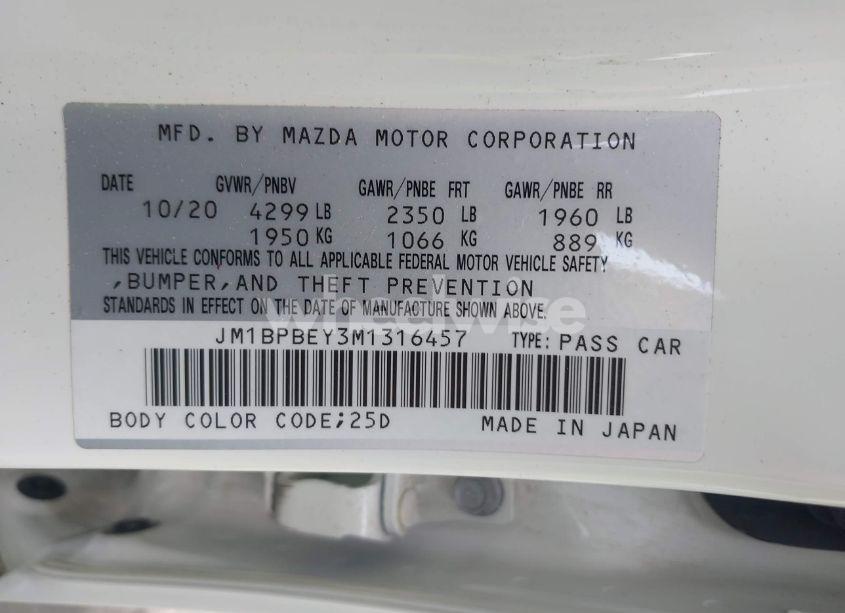 MFD. BY MAZDA MOTOR CORPORATION
DATE GVWR/PNBV GAWR/PNBE FRT GAWR/PNBE RR
10/20 4299 LB 2350 LB 1960 LB
1950 KG 1066 KG 889 KG
THIS VEHICLE CONFORMS TO ALL APPLICABLE FEDERAL MOTOR VEHICLE SAFETY
,BUMPER,AND THEFT PREVENTION
STANDARDS IN EFFECT ON THE DATE OF MANUFACTURE SHOWN ABOVE.
wheelwise
JM1BPBEY3M1316457 TYPE: PASS CAR
BODY COLOR CODE;25D MADE IN JAPAN